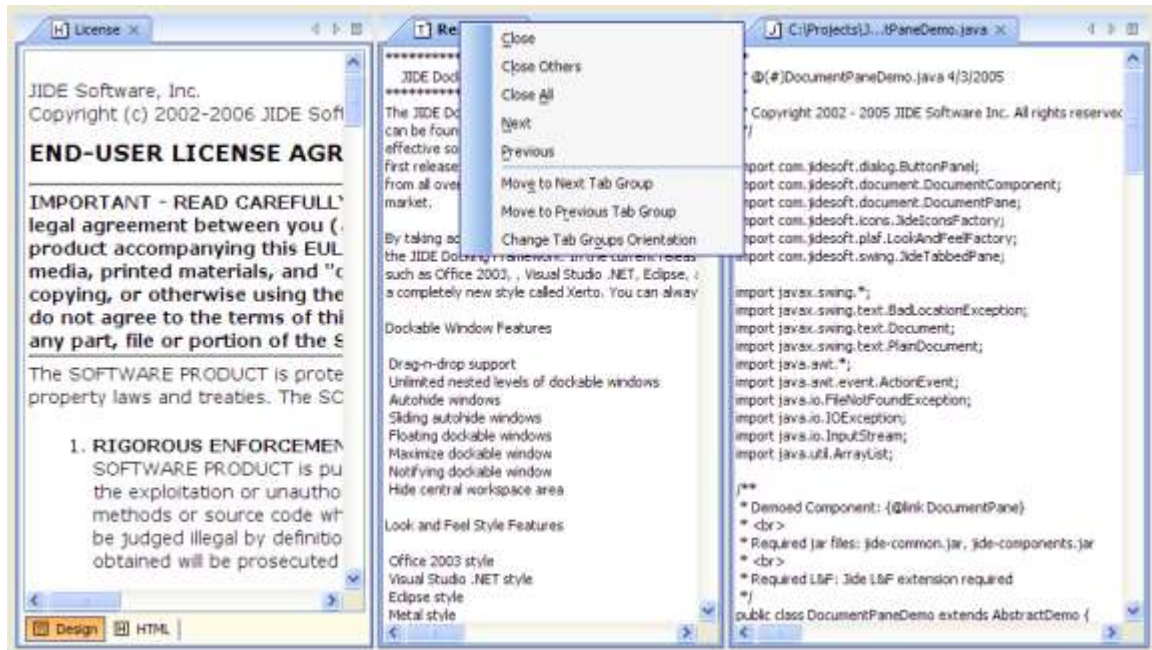 License
JIDE Software, Inc.
Copyright (c) 2002-2006 JIDE Soft
END-USER LICENSE AGR
IMPORTANT - READ CAREFULLY
legal agreement between you (
product accompanying this EUL
media, printed materials, and "
copying, or otherwise using the
do not agree to the terms of thi
any part, file or portion of the S
The SOFTWARE PRODUCT is prote
property laws and treaties. The SC
1. RIGOROUS ENFORCEMEN
SOFTWARE PRODUCT is pu
the exploitation or unautho
methods or source code wh
be judged illegal by definitio
obtained will be prosecuted
Design
HTML
Re
JIDE Dock
The JIDE Do
can be foun
effective so
first release
from all over
market.
By taking ad
the JIDE Docking Framework. In the current releas
such as Office 2003, , Visual Studio .NET, Eclipse,
a completely new style called Xerto. You can alway
Dockable Window Features
Drag-n-drop support
Unlimited nested levels of dockable windows
Autohide windows
Sliding autohide windows
Floating dockable windows
Maximize dockable window
Notifying dockable window
Hide central workspace area
Look and Feel Style Features
Office 2003 style
Visual Studio .NET style
Eclipse style
Metal style
Close
Close Others
Close All
Next
Previous
Move to Next Tab Group
Move to Previous Tab Group
Change Tab Groups Orientation
C:\Projects\J...tPaneDemo.java
* @(#)DocumentPaneDemo.java 4/3/2005
*
* Copyright 2002 - 2005 JIDE Software Inc. All rights reserved
*/
import com.jidesoft.dialog.ButtonPanel;
import com.jidesoft.document.DocumentComponent;
import com.jidesoft.document.DocumentPane;
import com.jidesoft.icons.JideIconsFactory;
import com.jidesoft.plaf.LookAndFeelFactory;
import com.jidesoft.swing.JideTabbedPane;
import javax.swing.*;
import javax.swing.text.BadLocationException;
import javax.swing.text.Document;
import javax.swing.text.PlainDocument;
import java.awt.*;
import java.awt.event.ActionEvent;
import java.io.FileNotFoundException;
import java.io.IOException;
import java.io.InputStream;
import java.util.ArrayList;
/**
* Demoed Component: {@link DocumentPane}
* <br>
* Required jar files: jide-common.jar, jide-components.jar
* <br>
* Required L&F: Jide L&F extension required
*/
public class DocumentPaneDemo extends AbstractDemo {